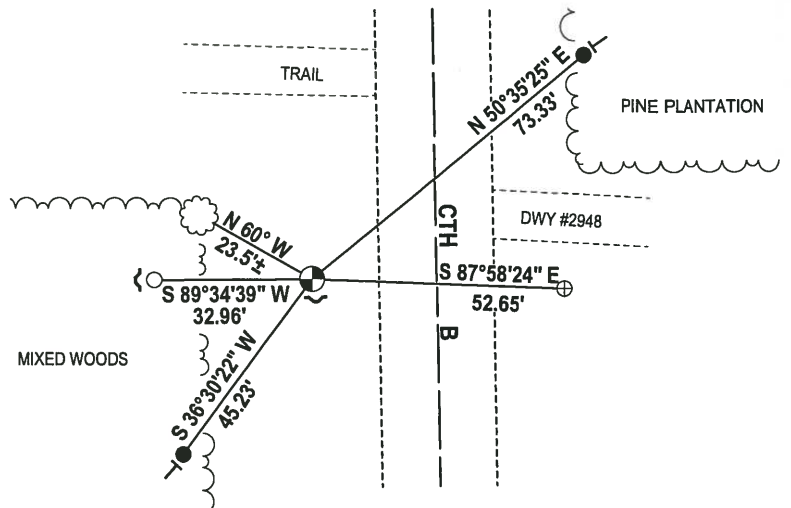 TRAIL
N 50°35'25" E
73.33'
PINE PLANTATION
N 60° W
23.5'±
CTH
DWY #2948
S 87°58'24" E
52.65'
S 89°34'39" W
32.96'
B
MIXED WOODS
S 36°30'22" W
45.23'